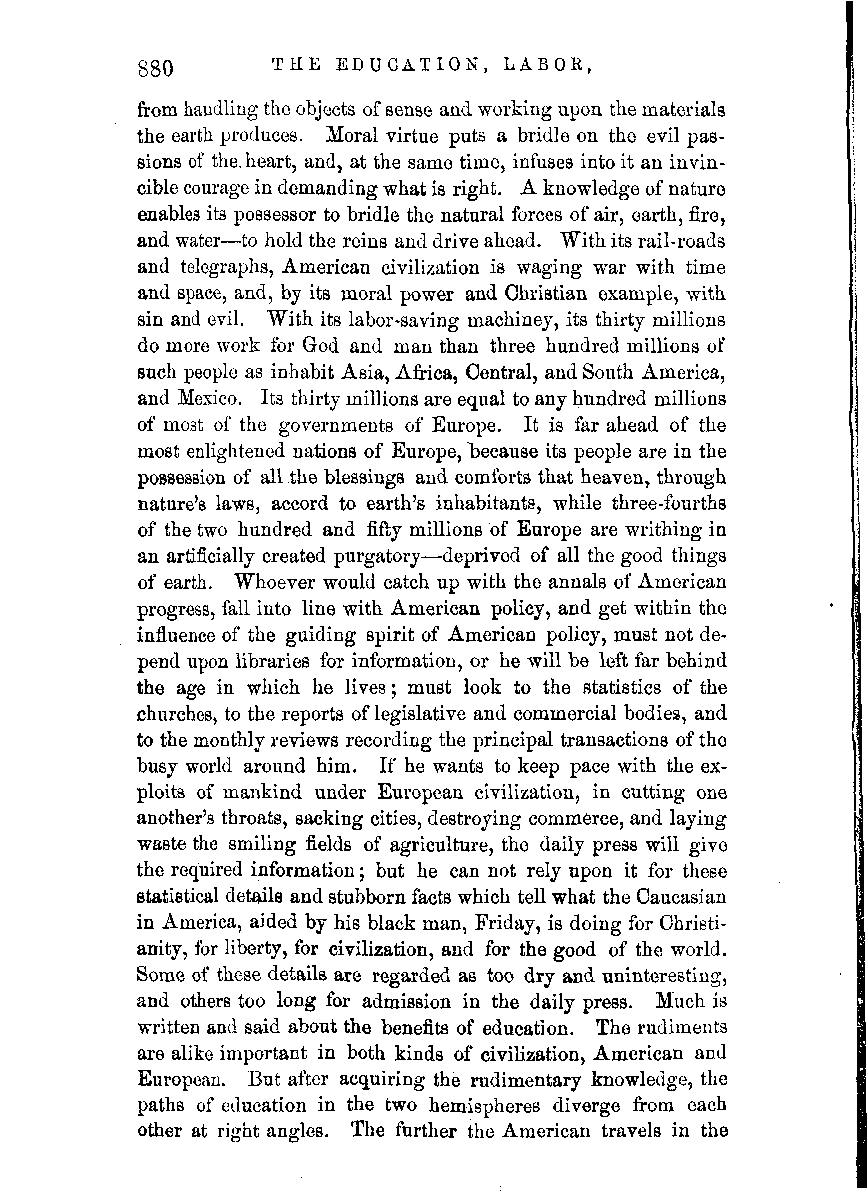 880 THE EDUCATION, LABOR,
from handling the objects of sense and working upon the materials
the earth produces. Moral virtue puts a bridle on the evil pas-
sions of the heart, and, at the same time, infuses into it an invin-
cible courage in demanding what is right. A knowledge of nature
enables its possessor to bridle the natural forces of air, earth, fire,
and water—to hold the reins and drive ahead. With its rail-roads
and telegraphs, American civilization is waging war with time
and space, and, by its moral power and Christian example, with
sin and evil. With its labor-saving machiney, its thirty millions
do more work for God and man than three hundred millions of
such people as inhabit Asia, Africa, Central, and South America,
and Mexico. Its thirty millions are equal to any hundred millions
of most of the governments of Europe. It is far ahead of the
most enlightened nations of Europe, because its people are in the
possession of all the blessings and comforts that heaven, through
nature's laws, accord to earth's inhabitants, while three-fourths
of the two hundred and fifty millions of Europe are writhing in
an artificially created purgatory—deprived of all the good things
of earth. Whoever would catch up with the annals of American
progress, fall into line with American policy, and get within the
influence of the guiding spirit of American policy, must not de-
pend upon libraries for information, or he will be left far behind
the age in which he lives; must look to the statistics of the
churches, to the reports of legislative and commercial bodies, and
to the monthly reviews recording the principal transactions of the
busy world around him. If he wants to keep pace with the ex-
ploits of mankind under European civilization, in cutting one
another's throats, sacking cities, destroying commerce, and laying
waste the smiling fields of agriculture, the daily press will give
the required information; but he can not rely upon it for these
statistical details and stubborn facts which tell what the Caucasian
in America, aided by his black man, Friday, is doing for Christi-
anity, for liberty, for civilization, and for the good of the world.
Some of these details are regarded as too dry and uninteresting,
and others too long for admission in the daily press. Much is
written and said about the benefits of education. The rudiments
are alike important in both kinds of civilization, American and
European. But after acquiring the rudimentary knowledge, the
paths of education in the two hemispheres diverge from each
other at right angles. The further the American travels in the